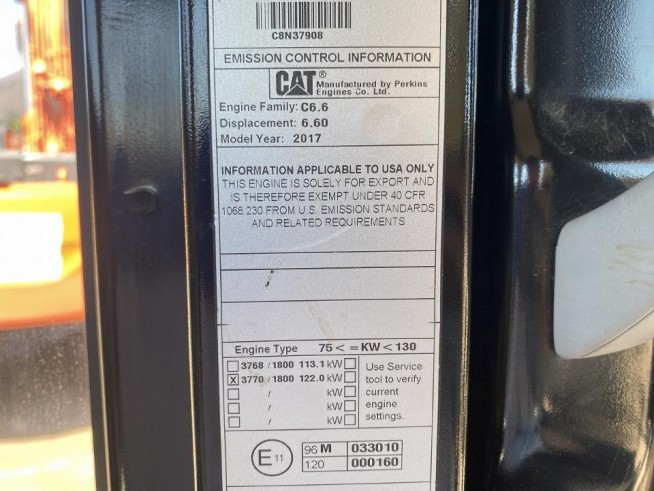 C8N37908
EMISSION CONTROL INFORMATION
CAT® Manufactured by Perkins
Engines Co. Ltd.
Engine Family: C6.6
Displacement: 6.60
Model Year: 2017
INFORMATION APPLICABLE TO USA ONLY
THIS ENGINE IS SOLELY FOR EXPORT AND
IS THEREFORE EXEMPT UNDER 40 CFR
1068.230 FROM U.S. EMISSION STANDARDS
AND RELATED REQUIREMENTS
Engine Type 75 < = KW < 130
3768 / 1800 113.1 kW
X 3770 / 1800 122.0 kW
/ kW
/ kW
/ kW
Use Service
tool to verify
current
engine
settings.
E 11
96 M 033010
120 000160